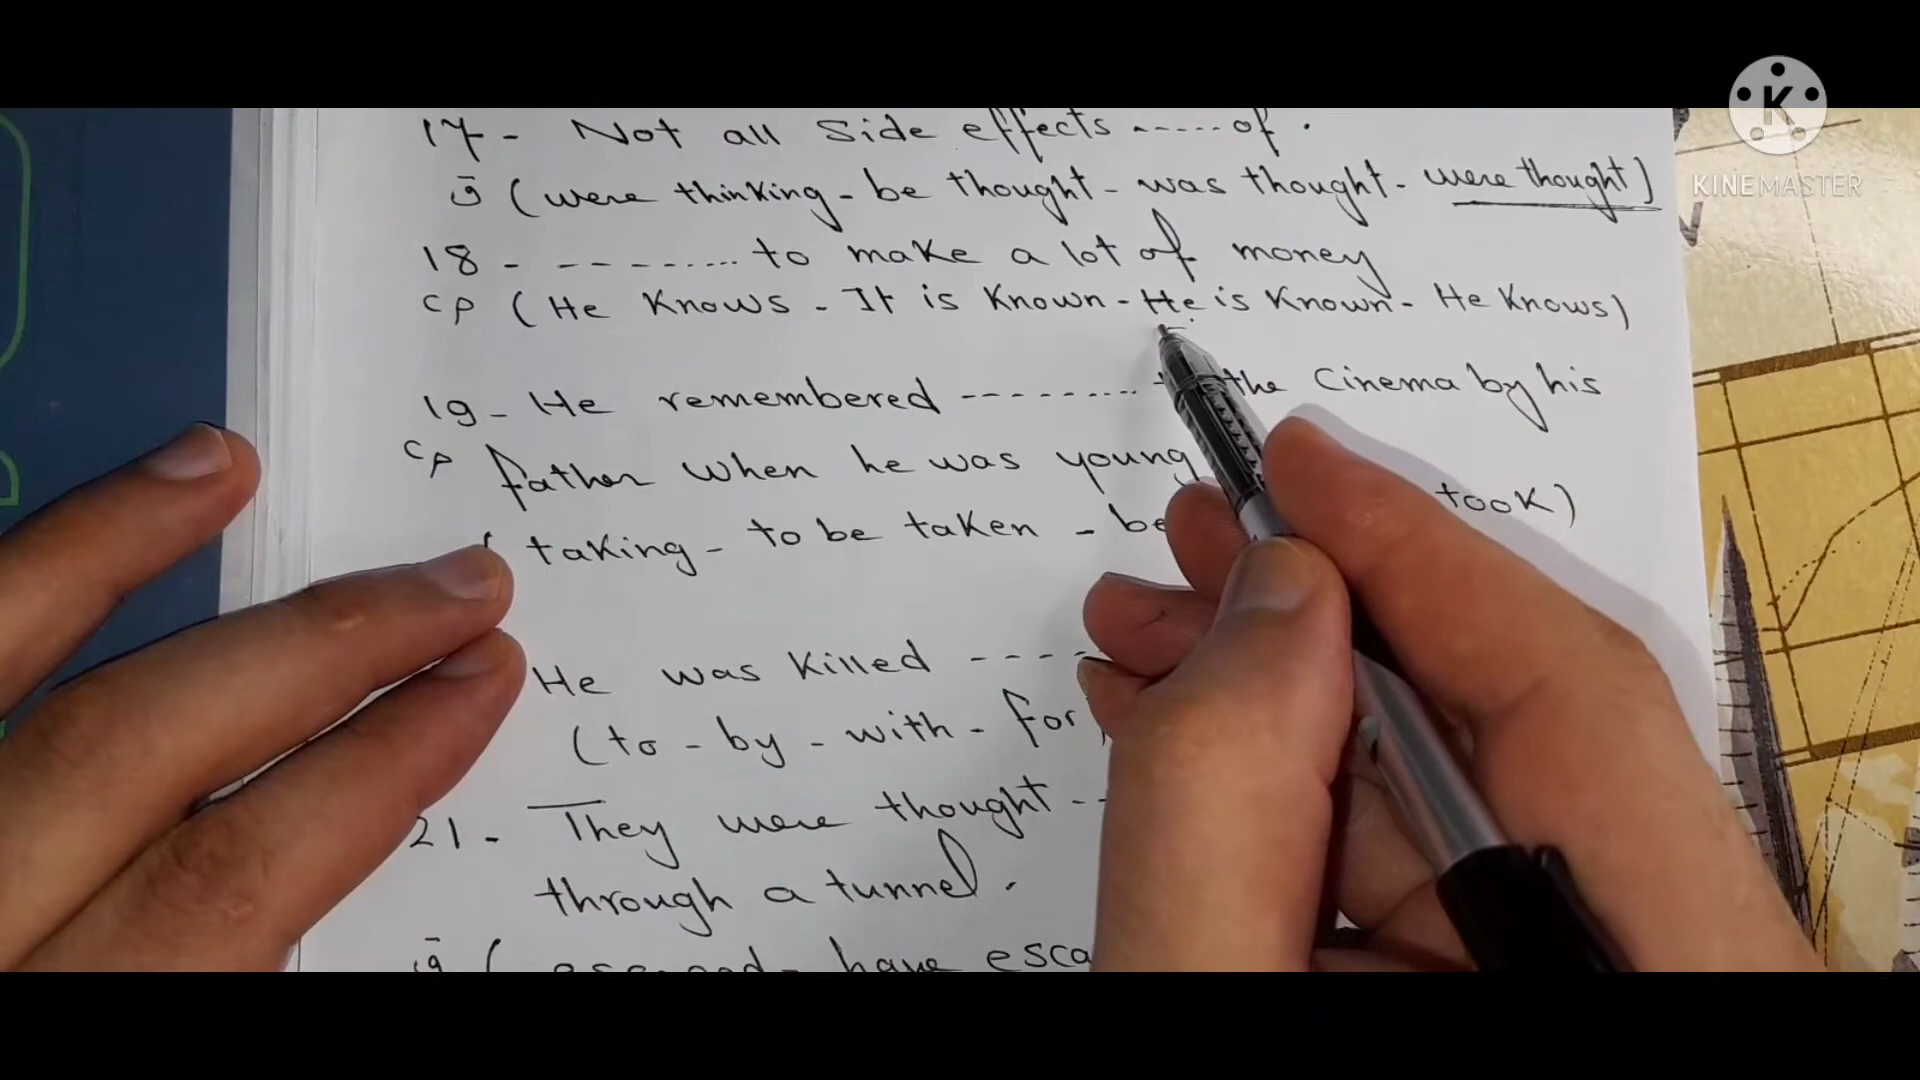 KINEMASTER
17 - Not all Side effects ------ of .
(were thinking - be thought - was thought - were thought)
18 - --------- to make a lot of money
(He Knows - It is Known - He is Known - He Knows)
19 - He remembered --------- the Cinema by his
father when he was young
(taking - to be taken - be took)
He was Killed ----
(to - by - with - for
21 - They were thought --
through a tunnel .
( have esca